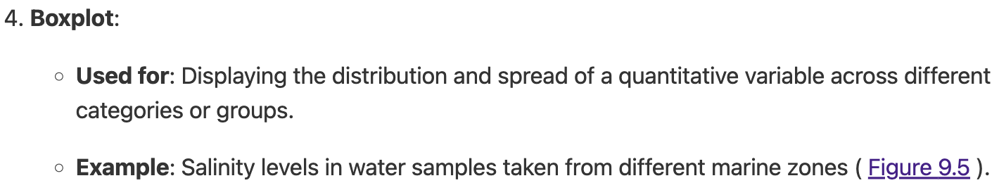 4. Boxplot:
○ Used for: Displaying the distribution and spread of a quantitative variable across different
categories or groups.
○ Example: Salinity levels in water samples taken from different marine zones ( Figure 9.5 ).